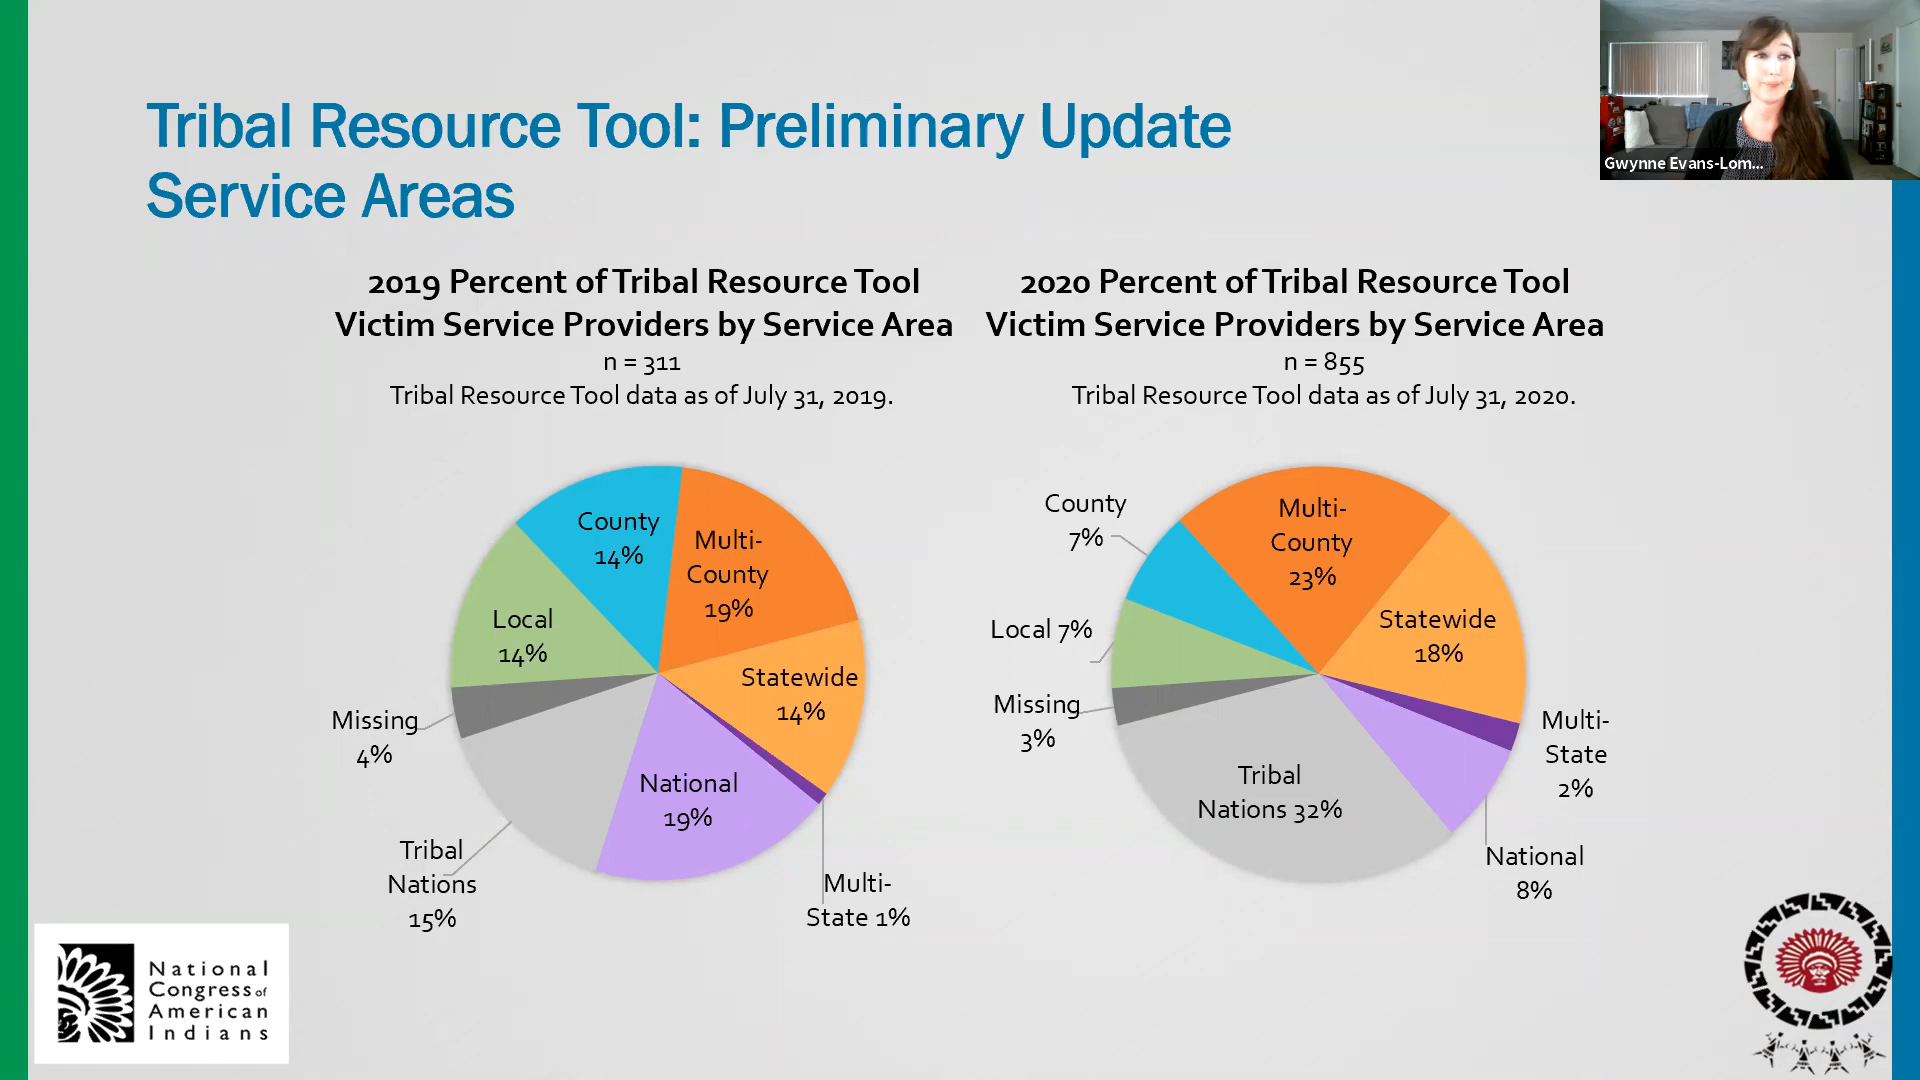 Tribal Resource Tool: Preliminary Update
Service Areas
Gwynne Evans-Lom...
2019 Percent of Tribal Resource Tool
Victim Service Providers by Service Area
n = 311
Tribal Resource Tool data as of July 31, 2019.
County
14%
Multi-
County
19%
Local
14%
Statewide
14%
Missing
4%
National
19%
Tribal
Nations
15%
Multi-
State 1%
2020 Percent of Tribal Resource Tool
Victim Service Providers by Service Area
n = 855
Tribal Resource Tool data as of July 31, 2020.
County
7%
Multi-
County
23%
Local 7%
Statewide
18%
Missing
3%
Multi-
State
2%
Tribal
Nations 32%
National
8%
National
Congress of
American
Indians